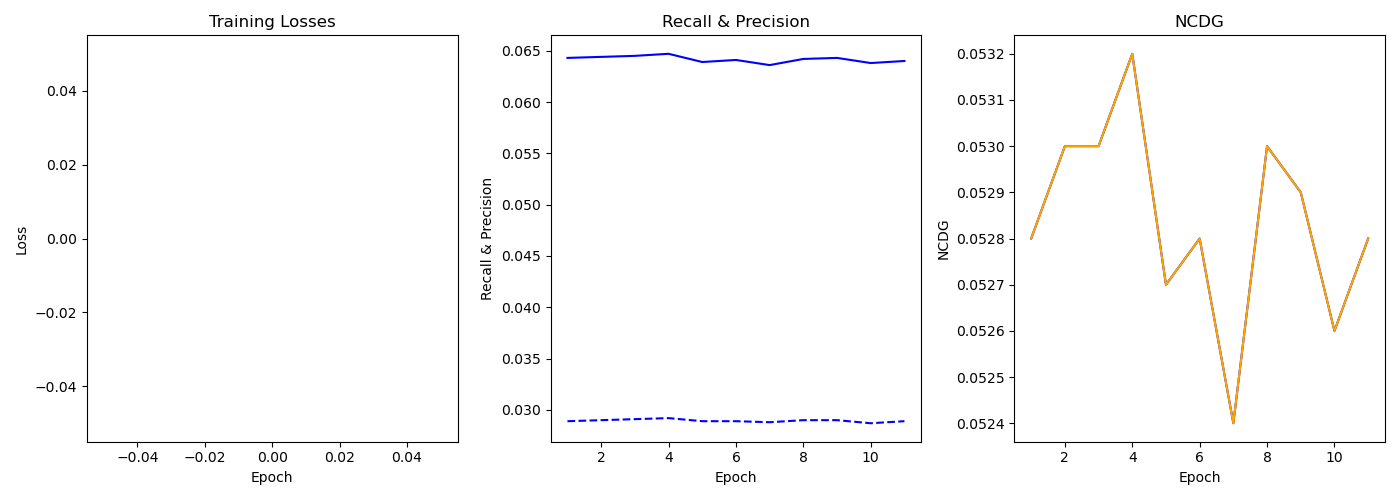 Training Losses
Loss
0.04
0.02
0.00
−0.02
−0.04
−0.04 −0.02 0.00 0.02 0.04
Epoch
Recall & Precision
Recall & Precision
0.065
0.060
0.055
0.050
0.045
0.040
0.035
0.030
2 4 6 8 10
Epoch
NCDG
NCDG
0.0532
0.0531
0.0530
0.0529
0.0528
0.0527
0.0526
0.0525
0.0524
2 4 6 8 10
Epoch